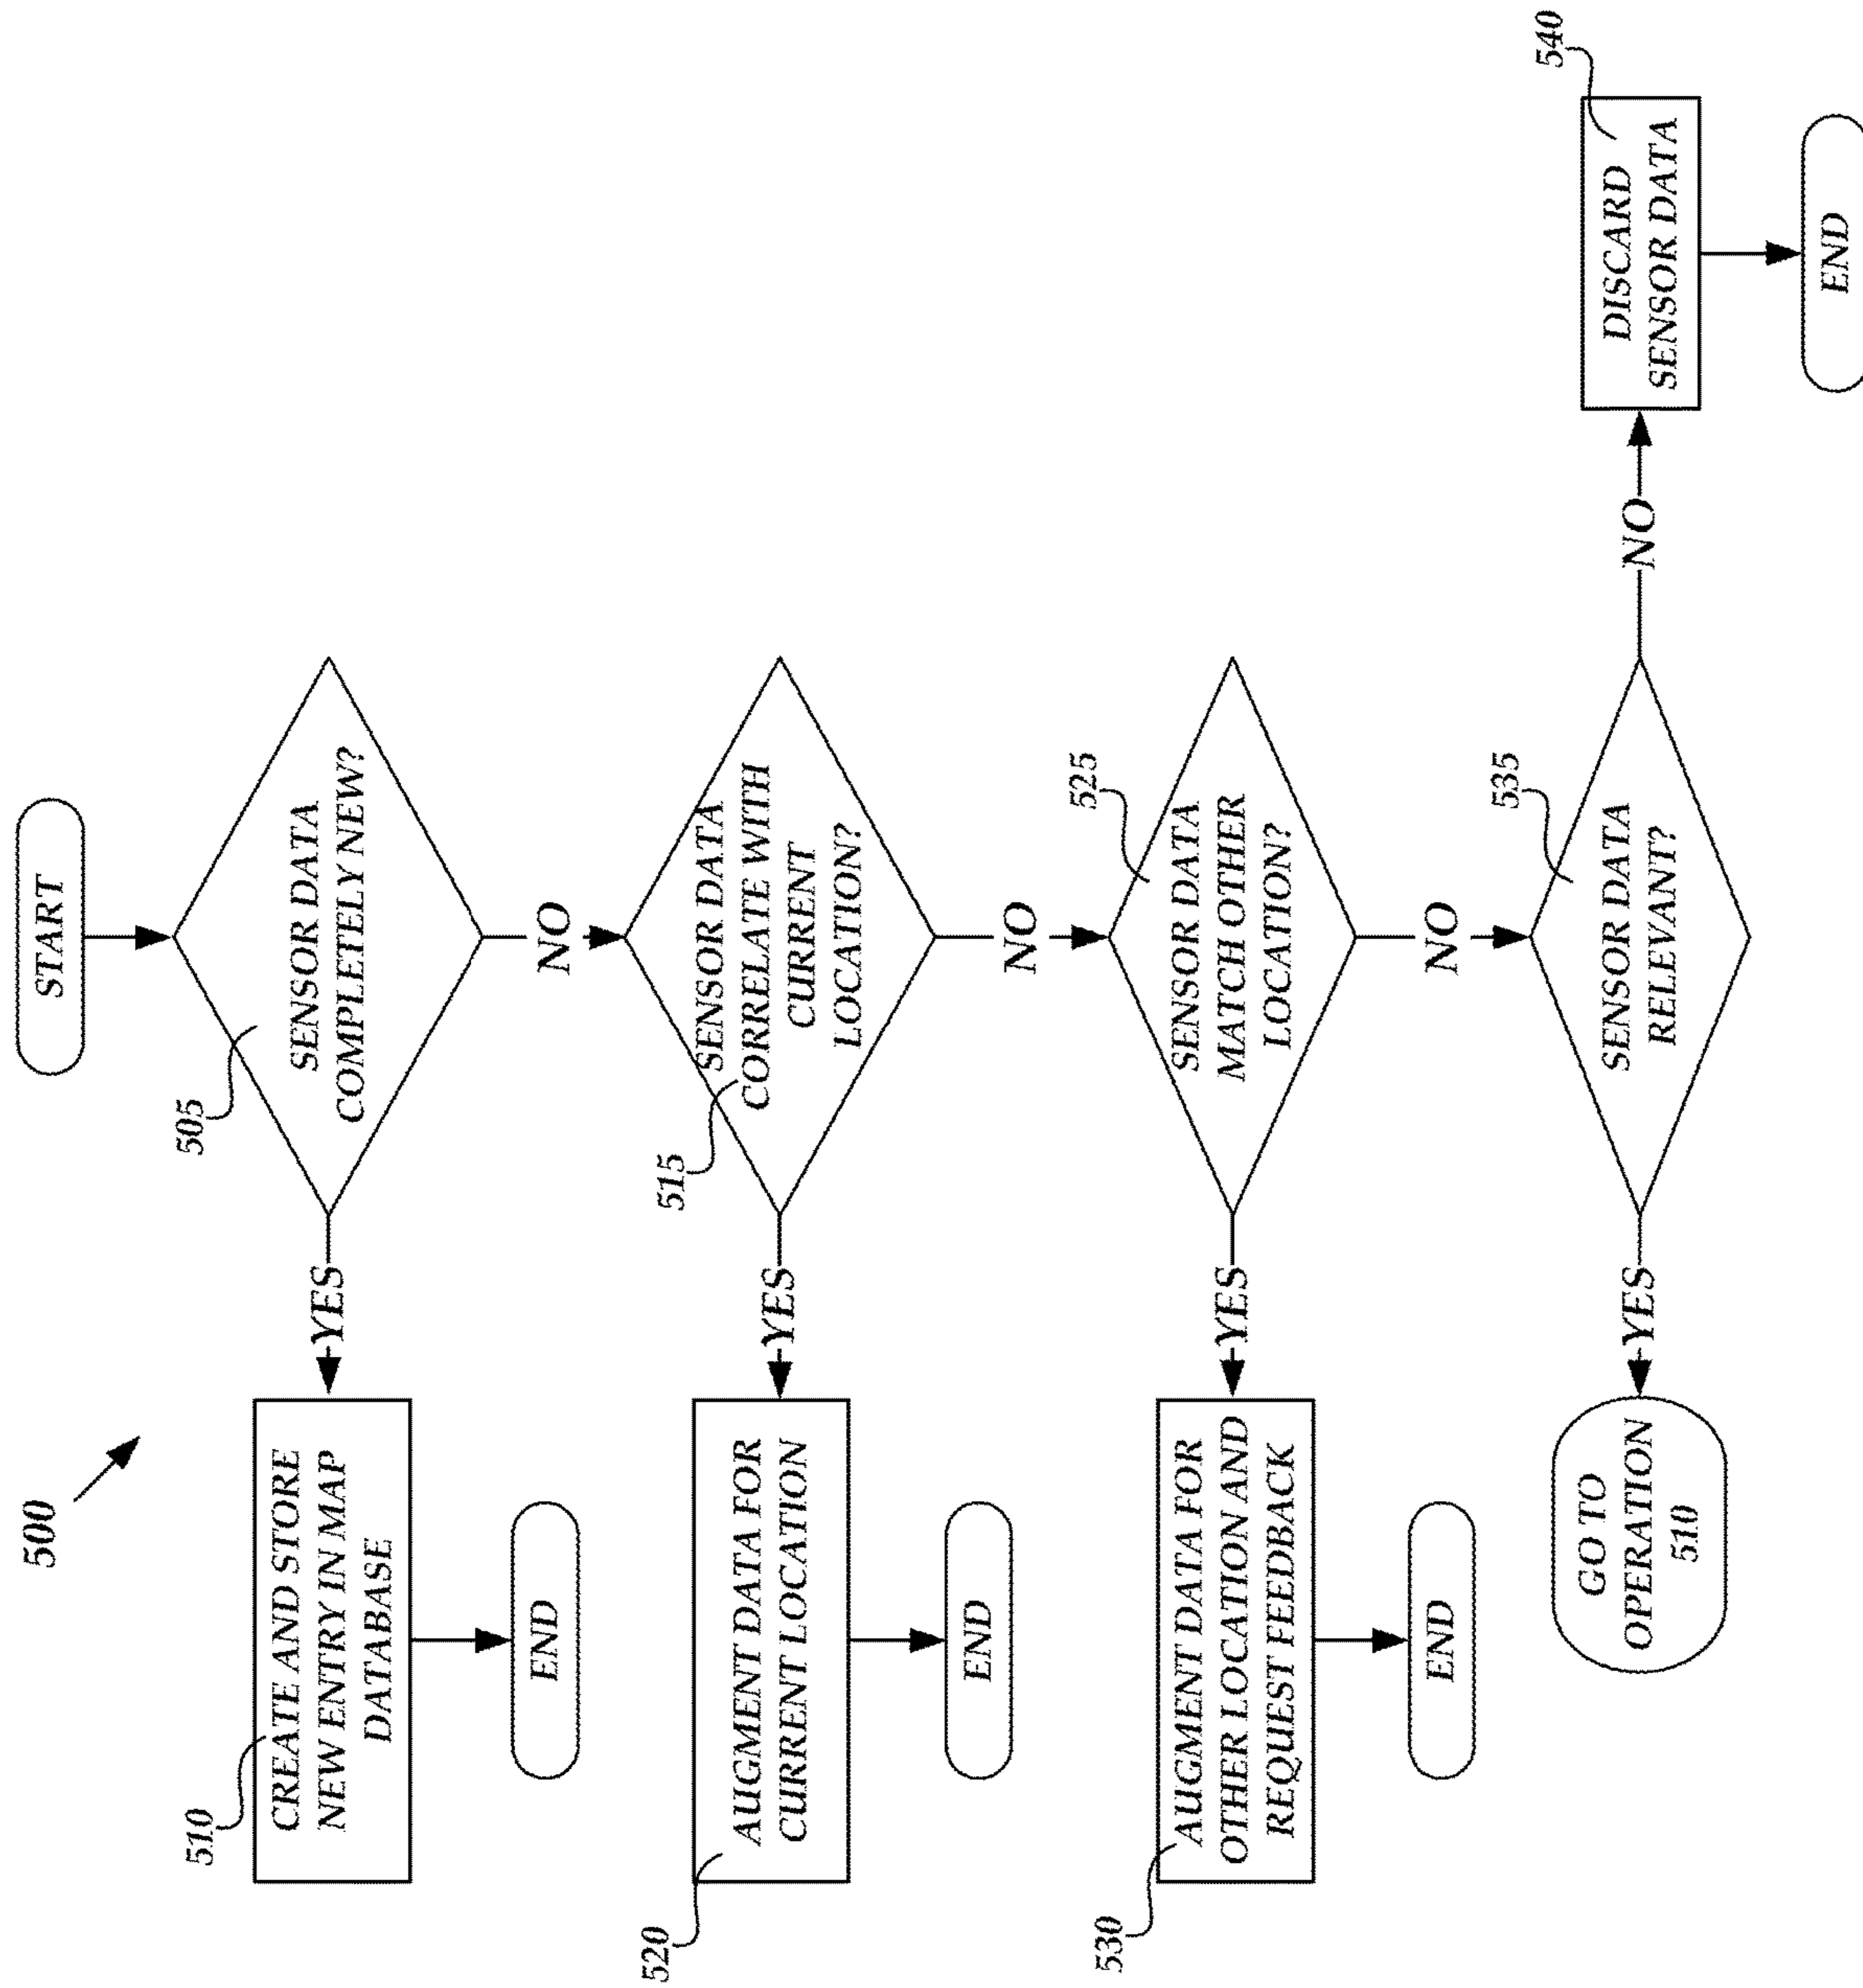 500
START
505
SENSOR DATA
COMPLETELY NEW?
YES
510
CREATE AND STORE
NEW ENTRY IN MAP
DATABASE
END
NO
515
SENSOR DATA
CORRELATE WITH
CURRENT
LOCATION?
YES
520
AUGMENT DATA FOR
CURRENT LOCATION
END
NO
525
SENSOR DATA
MATCH OTHER
LOCATION?
YES
530
AUGMENT DATA FOR
OTHER LOCATION AND
REQUEST FEEDBACK
END
NO
535
SENSOR DATA
RELEVANT?
YES
GO TO
OPERATION
510
NO
540
DISCARD
SENSOR DATA
END